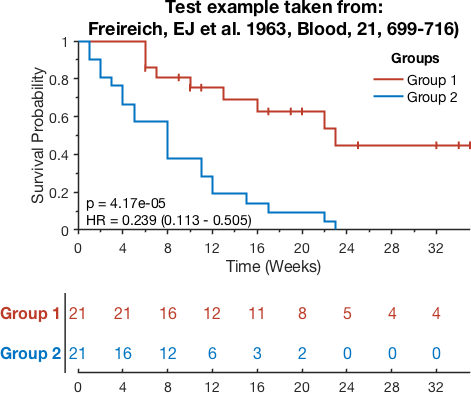 Test example taken from:
Freireich, EJ et al. 1963, Blood, 21, 699-716)
Survival Probability
1
0.8
0.6
0.4
0.2
0
Groups
Group 1
Group 2
p = 4.17e-05
HR = 0.239 (0.113 - 0.505)
0 4 8 12 16 20 24 28 32
Time (Weeks)
Group 1 21 21 16 12 11 8 5 4 4
Group 2 21 16 12 6 3 2 0 0 0
0 4 8 12 16 20 24 28 32